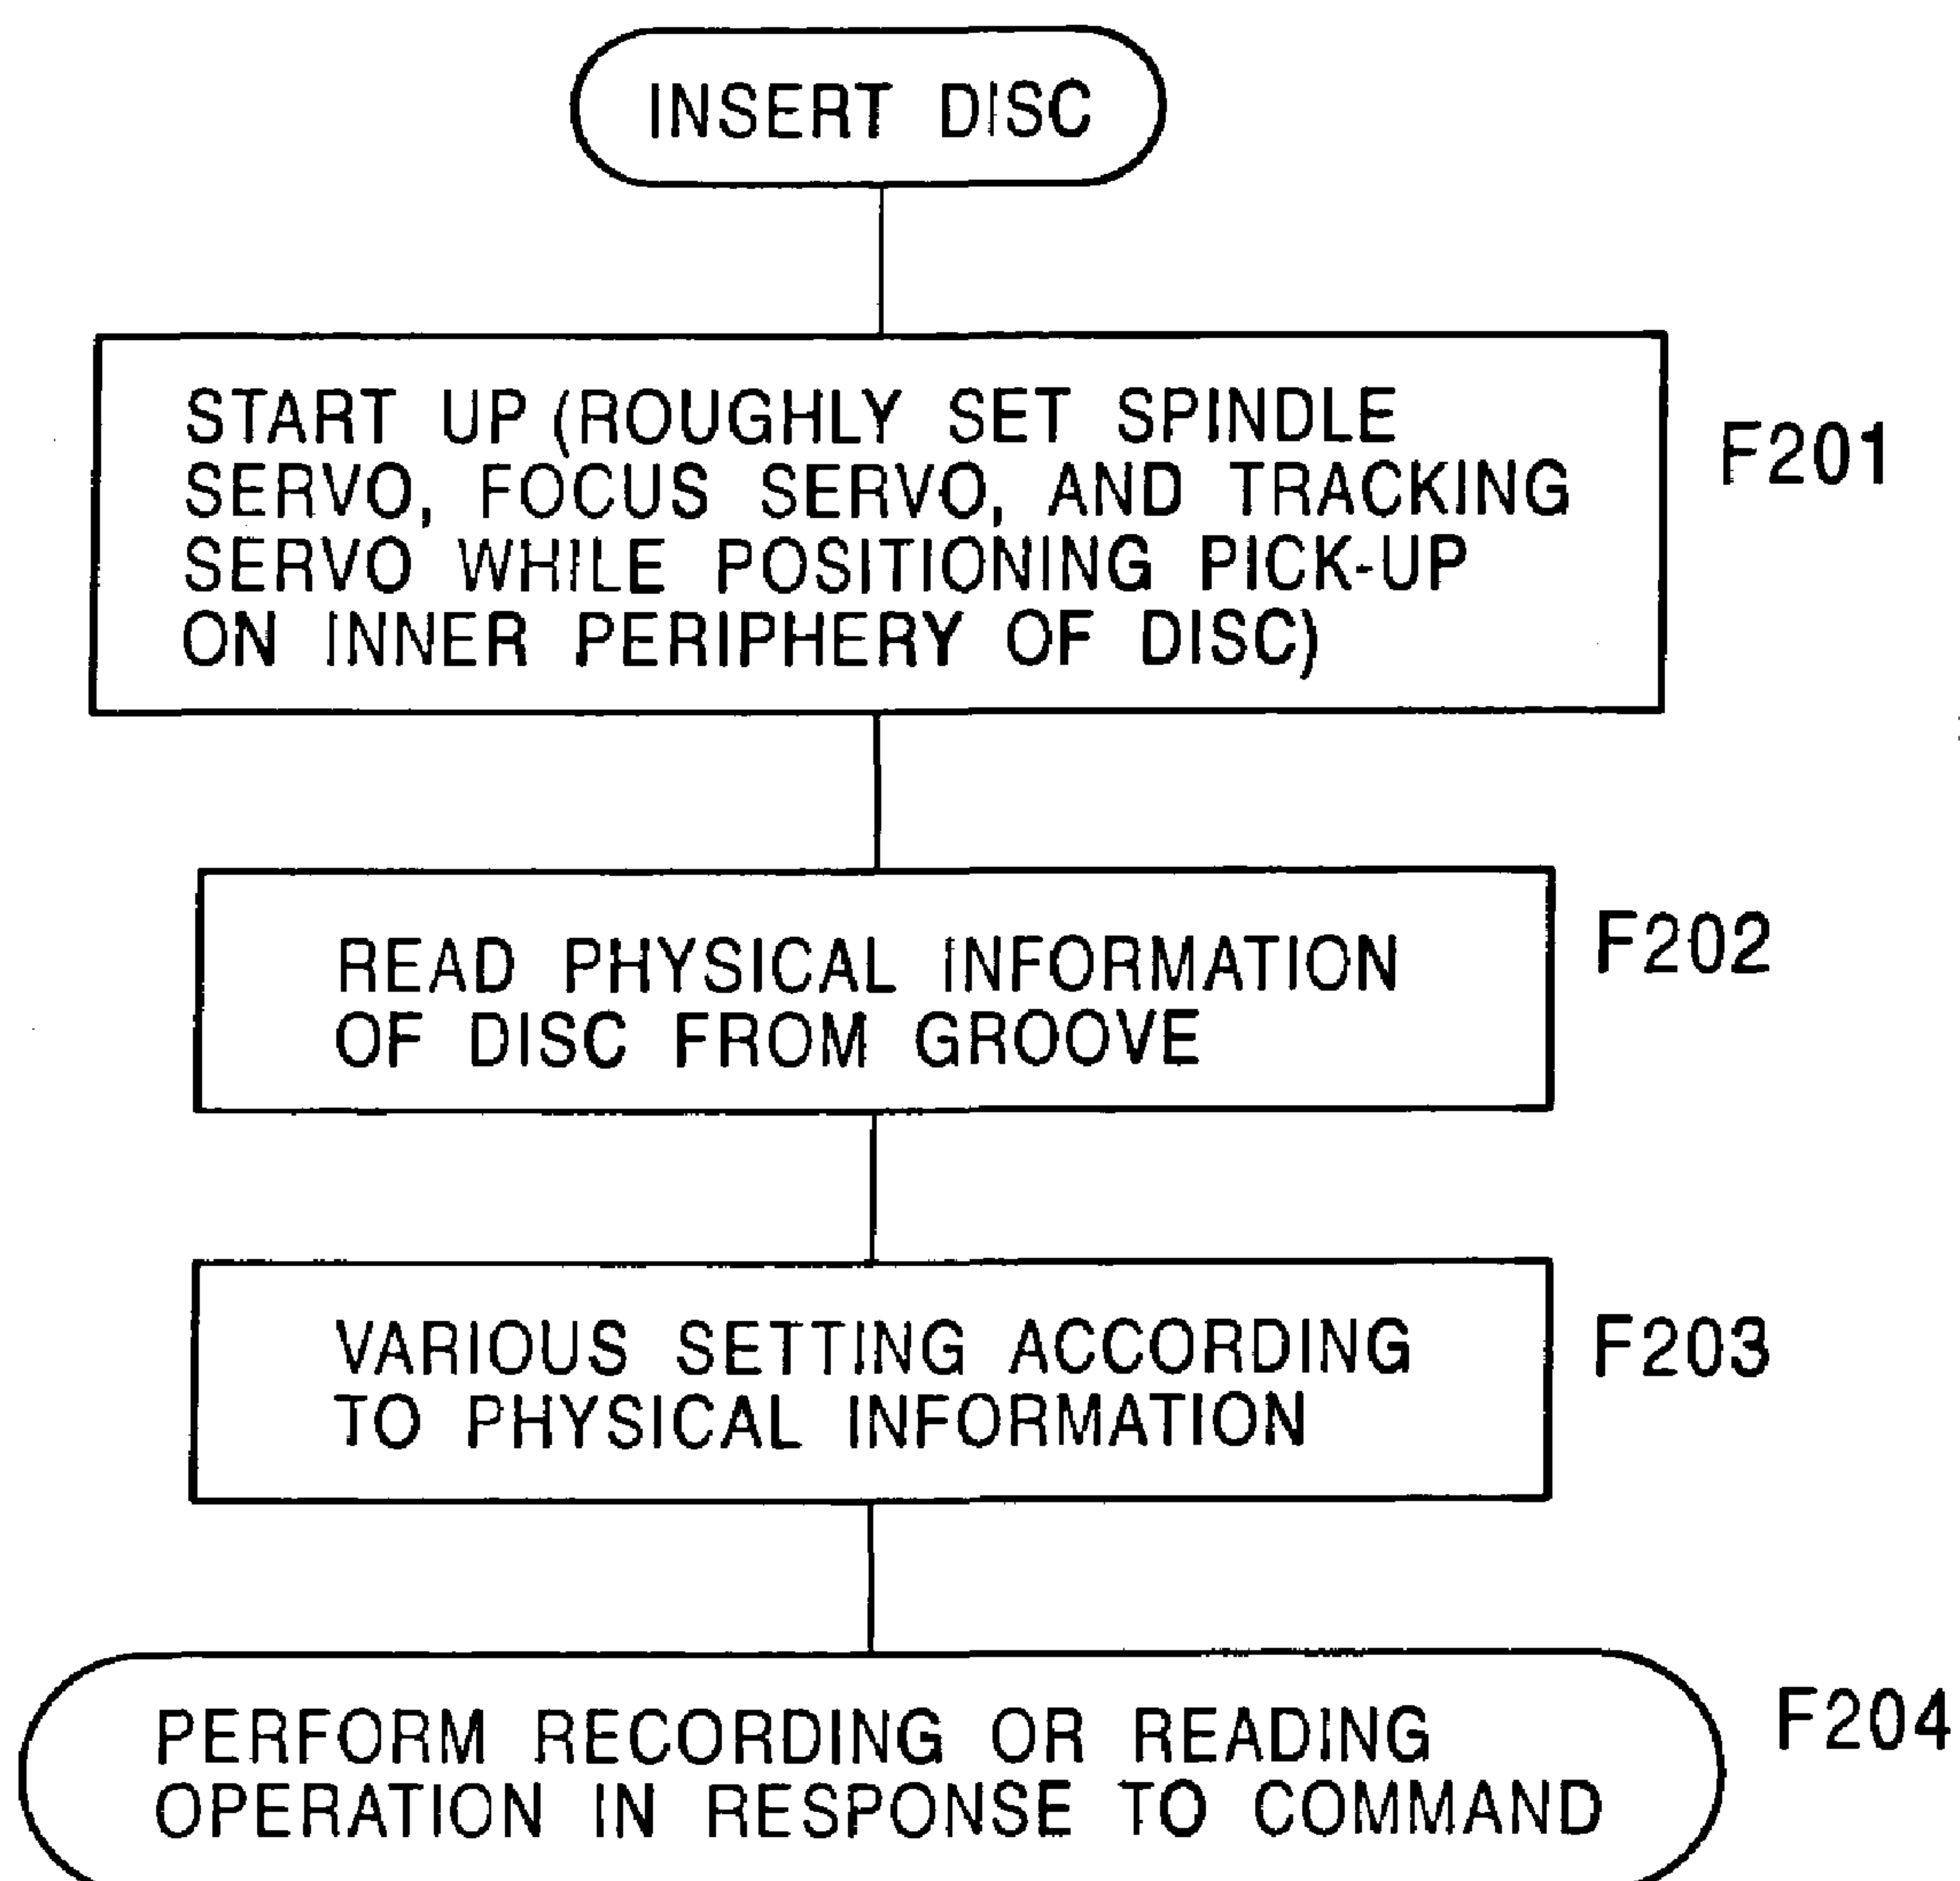 INSERT DISC
START UP (ROUGHLY SET SPINDLE
SERVO, FOCUS SERVO, AND TRACKING
SERVO WHILE POSITIONING PICK-UP
ON INNER PERIPHERY OF DISC)
F201
READ PHYSICAL INFORMATION
OF DISC FROM GROOVE
F202
VARIOUS SETTING ACCORDING
TO PHYSICAL INFORMATION
F203
PERFORM RECORDING OR READING
OPERATION IN RESPONSE TO COMMAND
F204